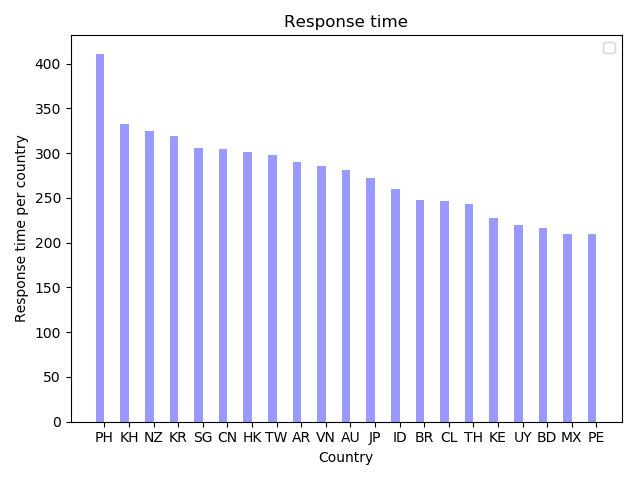 Response time
400
350
300
250
200
150
100
50
0
Response time per country
PH KH NZ KR SG CN HK TW AR VN AU JP ID BR CL TH KE UY BD MX PE
Country